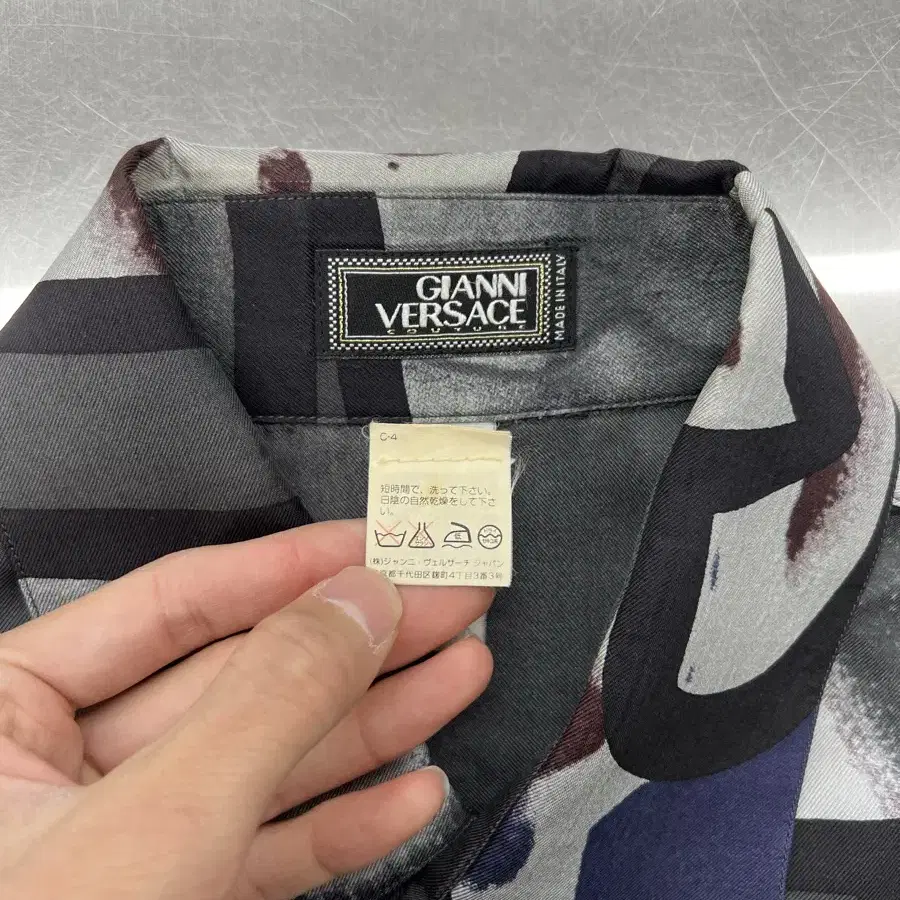 GIANNI
VERSACE
COUTURE
MADE IN ITALY
C-4
短時間で、洗って下さい。
日陰の自然乾燥をして下さい。
(株)ジャンニ・ヴェルサーチ ジャパン
京都千代田区麹町4丁目3番3号